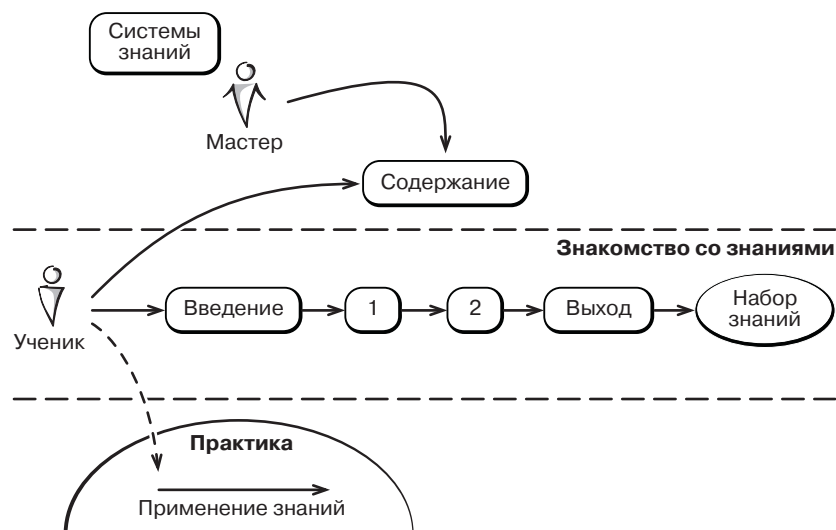 Системы
знаний
Мастер
Содержание
Знакомство со знаниями
Ученик
Введение
1
2
Выход
Набор
знаний
Практика
Применение знаний